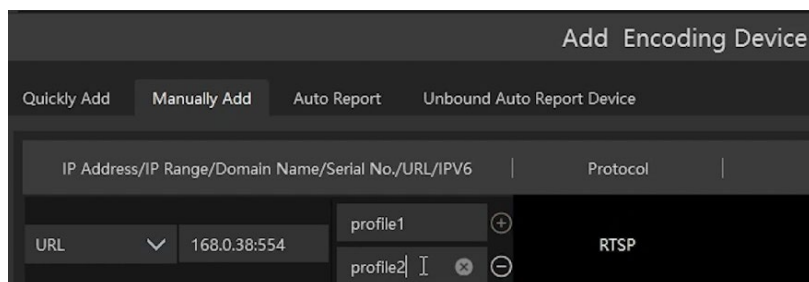 Add Encoding Device
Quickly Add Manually Add Auto Report Unbound Auto Report Device
IP Address/IP Range/Domain Name/Serial No./URL/IPV6 Protocol
profile1
URL 168.0.38:554 RTSP
profile2